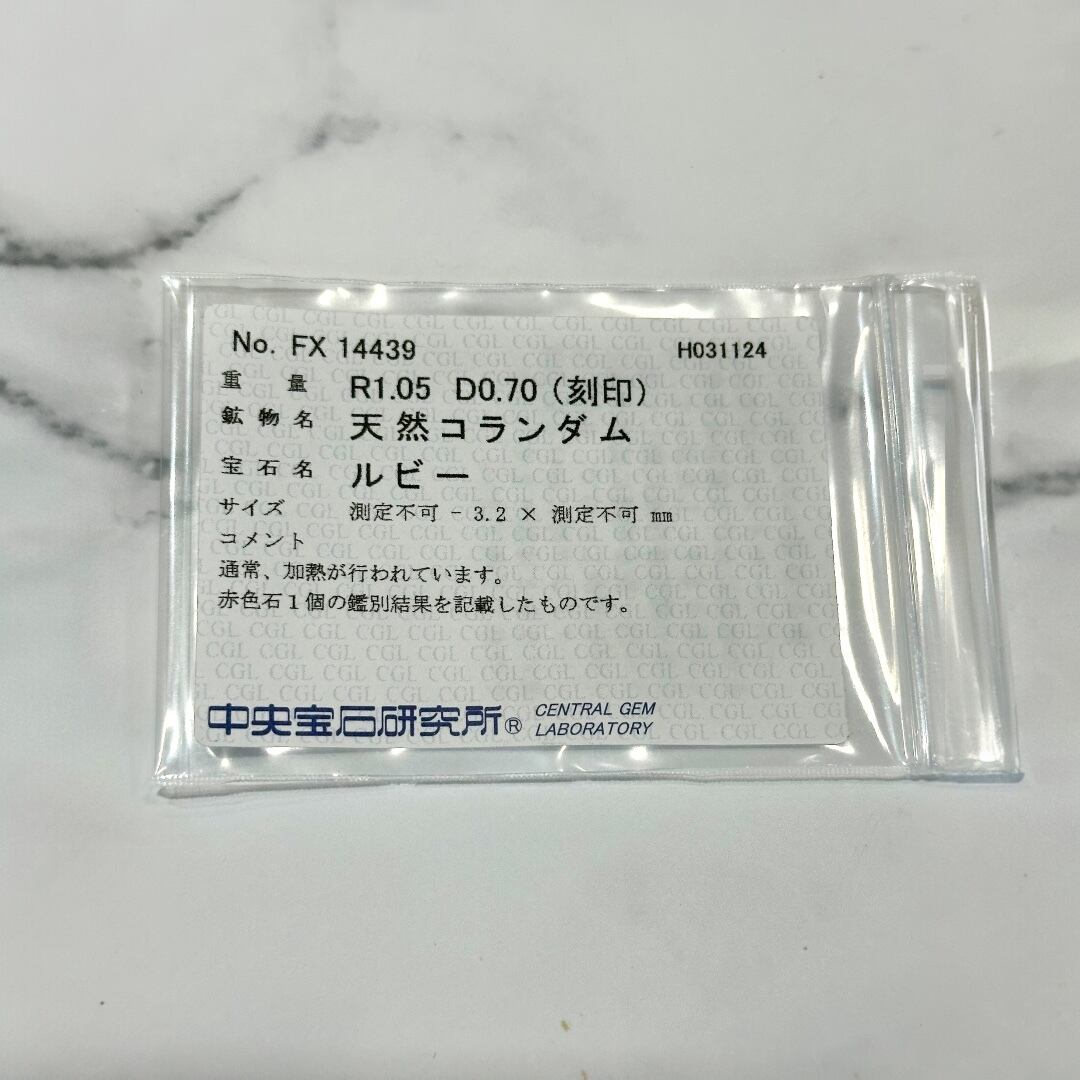 No. FX 14439 H031124
重 量 R1.05 D0.70 (刻印)
鉱 物 名 天 然 コ ラ ン ダ ム
宝 石 名 ル ビ ー
サイズ 測定不可 - 3.2 × 測定不可 mm
コメント
通常、加熱が行われています。
赤色石1個の鑑別結果を記載したものです。
中央宝石研究所® CENTRAL GEM
LABORATORY